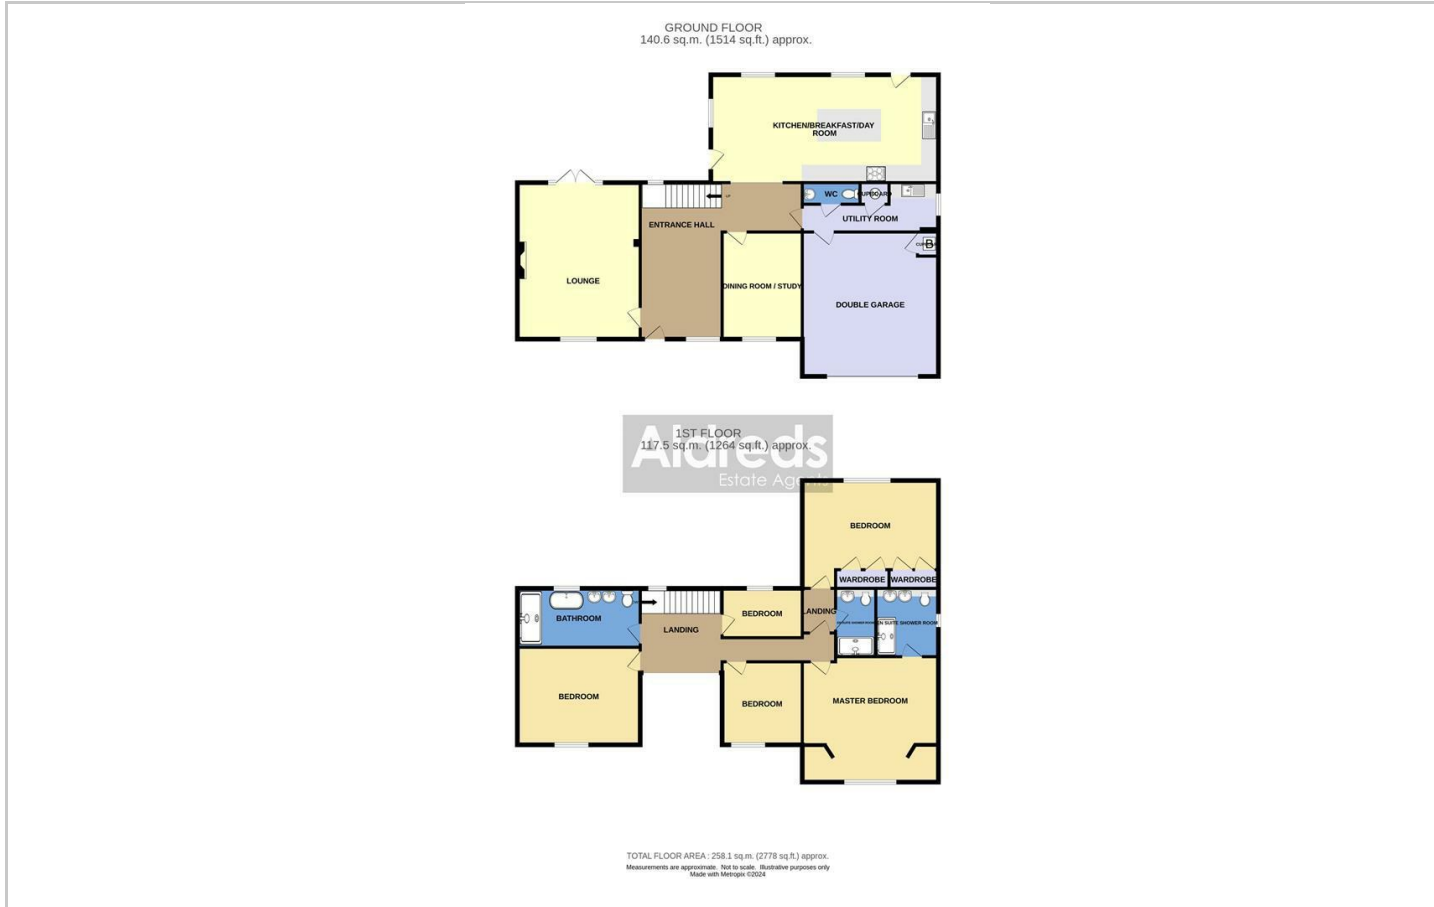 GROUND FLOOR
140.6 sq.m. (1514 sq.ft.) approx.
KITCHEN/BREAKFAST/DAY
ROOM
WC
CUPBOARD
UP
ENTRANCE HALL
UTILITY ROOM
B
LOUNGE
DINING ROOM / STUDY
DOUBLE GARAGE
1ST FLOOR
117.5 sq.m. (1264 sq.ft.) approx.
Aldreds
Estate Agents
BEDROOM
WARDROBE
WARDROBE
BATHROOM
BEDROOM
LANDING
LANDING
EN SUITE SHOWER ROOM
BEDROOM
BEDROOM
MASTER BEDROOM
TOTAL FLOOR AREA : 258.1 sq.m. (2778 sq.ft.) approx.
Measurements are approximate. Not to scale. Illustrative purposes only
Made with Metropix ©2024